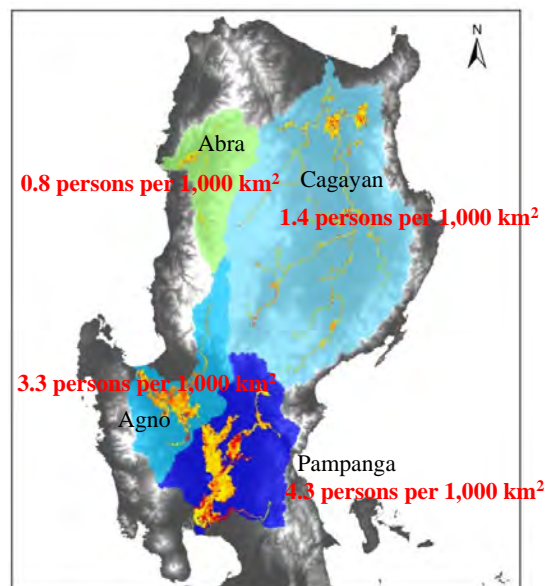 N
Abra
0.8 persons per 1,000 km²
Cagayan
1.4 persons per 1,000 km²
3.3 persons per 1,000 km²
Agno
Pampanga
4.3 persons per 1,000 km²